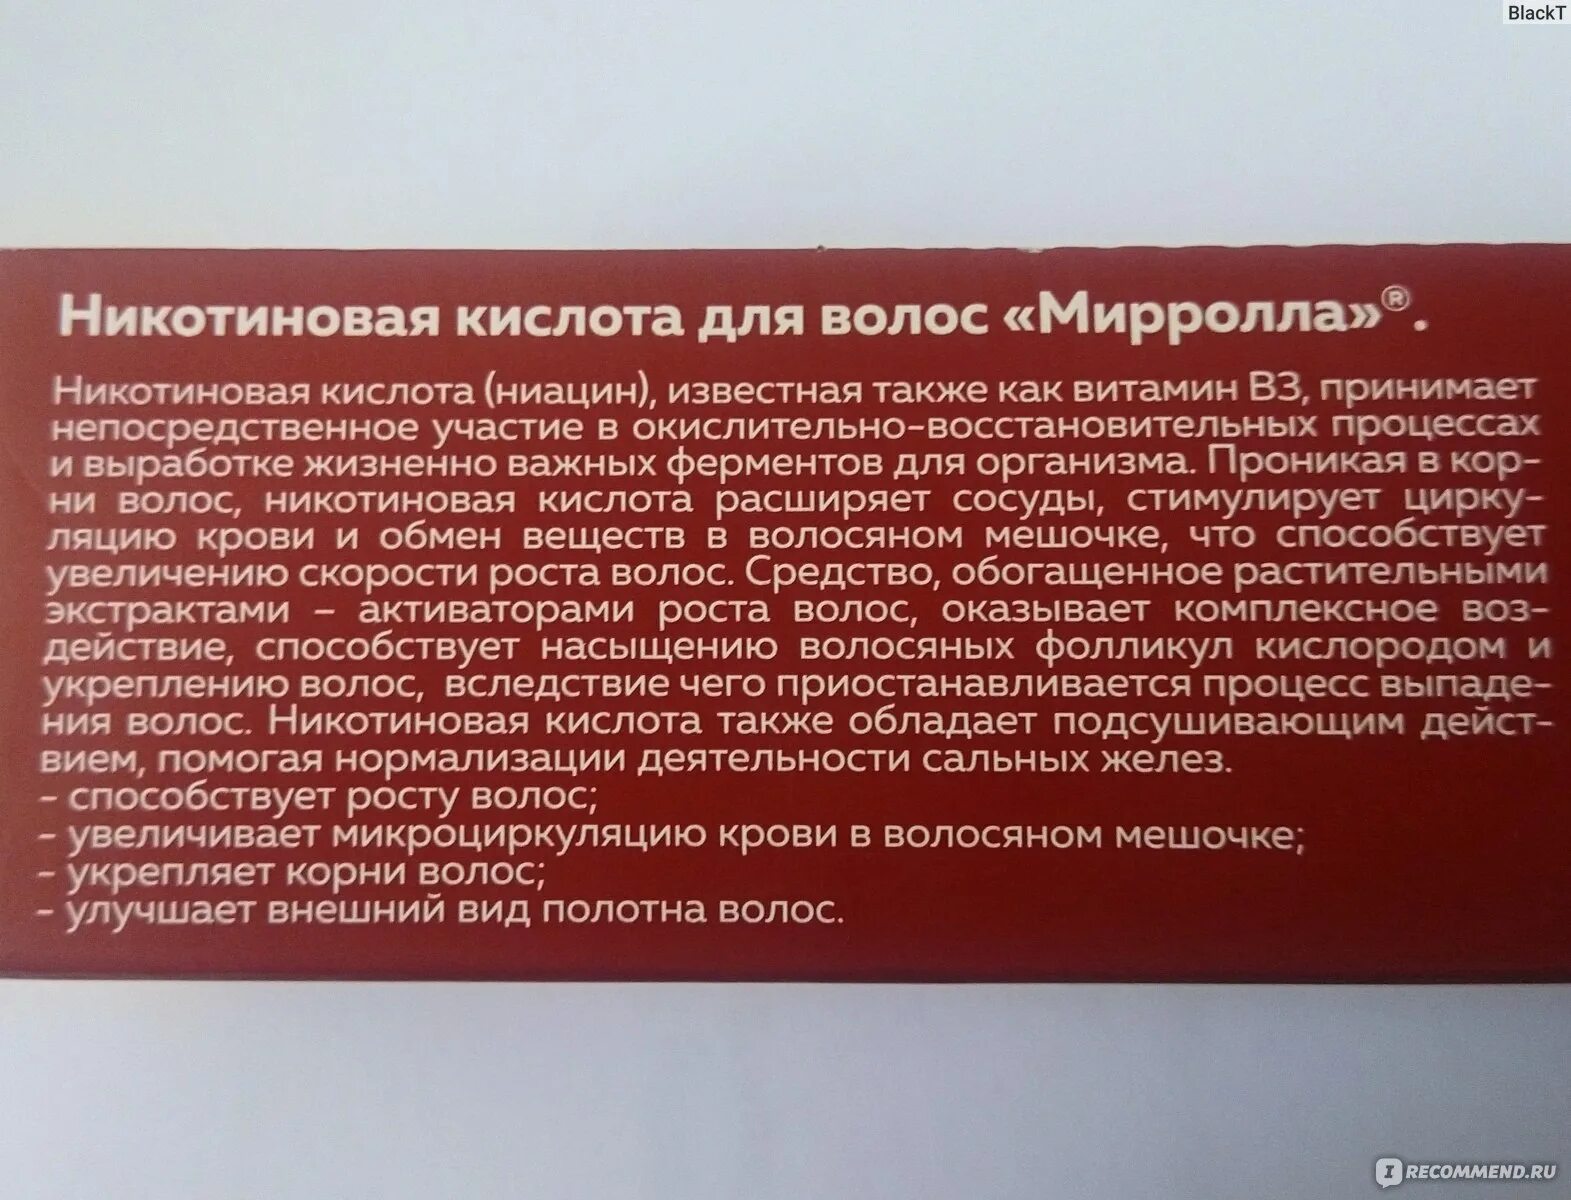 BlackT
Никотиновая кислота для волос «Мирролла»®.
Никотиновая кислота (ниацин), известная также как витамин В3, принимает
непосредственное участие в окислительно-восстановительных процессах
и выработке жизненно важных ферментов для организма. Проникая в кор-
ни волос, никотиновая кислота расширяет сосуды, стимулирует цирку-
ляцию крови и обмен веществ в волосяном мешочке, что способствует
увеличению скорости роста волос. Средство, обогащенное растительными
экстрактами – активаторами роста волос, оказывает комплексное воз-
действие, способствует насыщению волосяных фолликул кислородом и
укреплению волос, вследствие чего приостанавливается процесс выпаде-
ния волос. Никотиновая кислота также обладает подсушивающим дейст-
вием, помогая нормализации деятельности сальных желез.
- способствует росту волос;
- увеличивает микроциркуляцию крови в волосяном мешочке;
- укрепляет корни волос;
- улучшает внешний вид полотна волос.
IRECOMMEND.RU